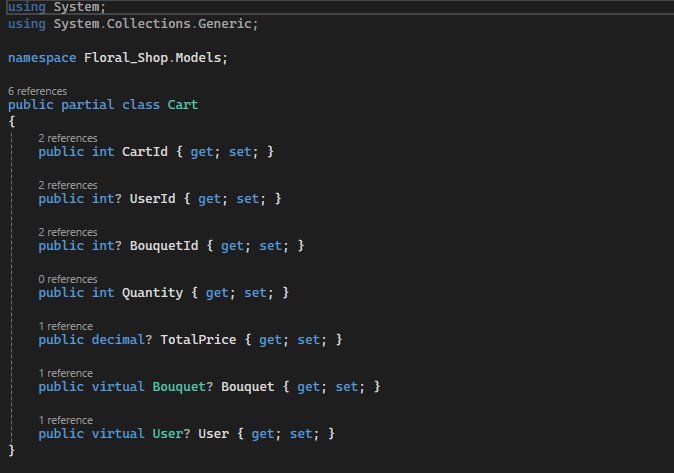 using System;
using System.Collections.Generic;
namespace Floral_Shop.Models;
6 references
public partial class Cart
{
2 references
public int CartId { get; set; }
2 references
public int? UserId { get; set; }
2 references
public int? BouquetId { get; set; }
0 references
public int Quantity { get; set; }
1 reference
public decimal? TotalPrice { get; set; }
1 reference
public virtual Bouquet? Bouquet { get; set; }
1 reference
public virtual User? User { get; set; }
}